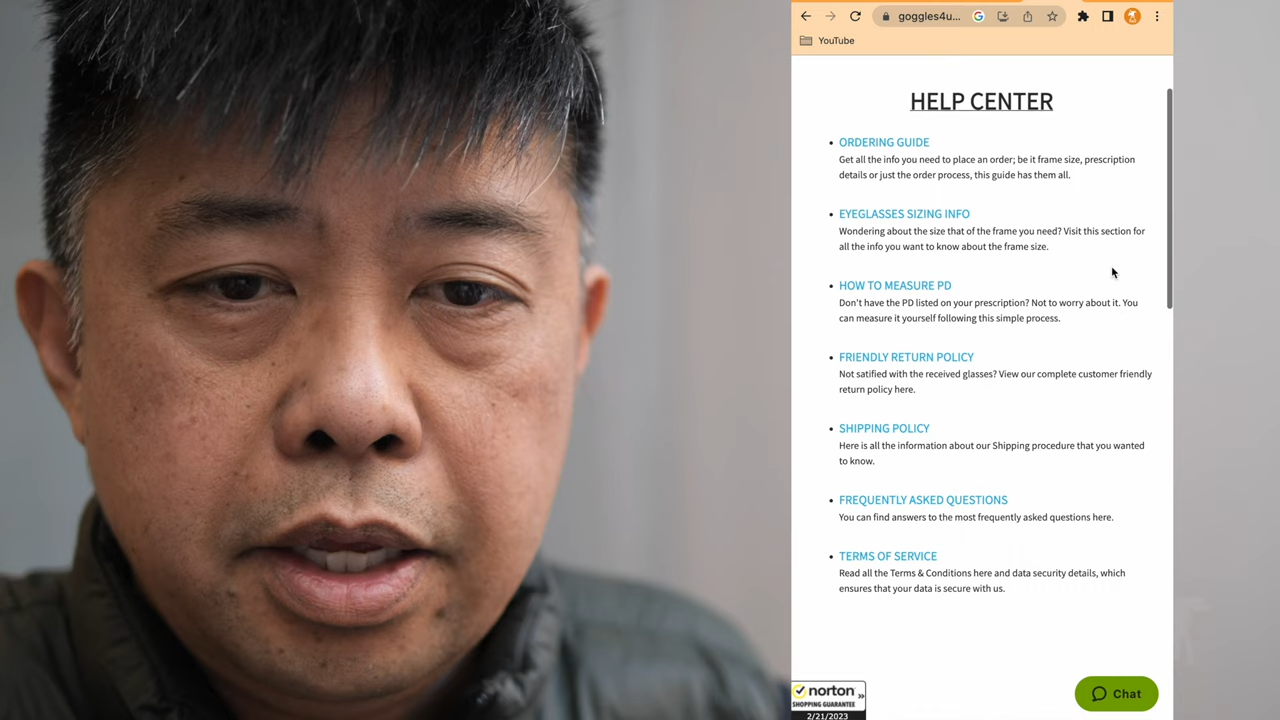 goggles4u...
YouTube
HELP CENTER
ORDERING GUIDE
Get all the info you need to place an order; be it frame size, prescription
details or just the order process, this guide has them all.
EYEGLASSES SIZING INFO
Wondering about the size that of the frame you need? Visit this section for
all the info you want to know about the frame size.
HOW TO MEASURE PD
Don't have the PD listed on your prescription? Not to worry about it. You
can measure it yourself following this simple process.
FRIENDLY RETURN POLICY
Not satified with the received glasses? View our complete customer friendly
return policy here.
SHIPPING POLICY
Here is all the information about our Shipping procedure that you wanted
to know.
FREQUENTLY ASKED QUESTIONS
You can find answers to the most frequently asked questions here.
TERMS OF SERVICE
Read all the Terms & Conditions here and data security details, which
ensures that your data is secure with us.
norton
SHOPPING GUARANTEE
2/21/2023
Chat